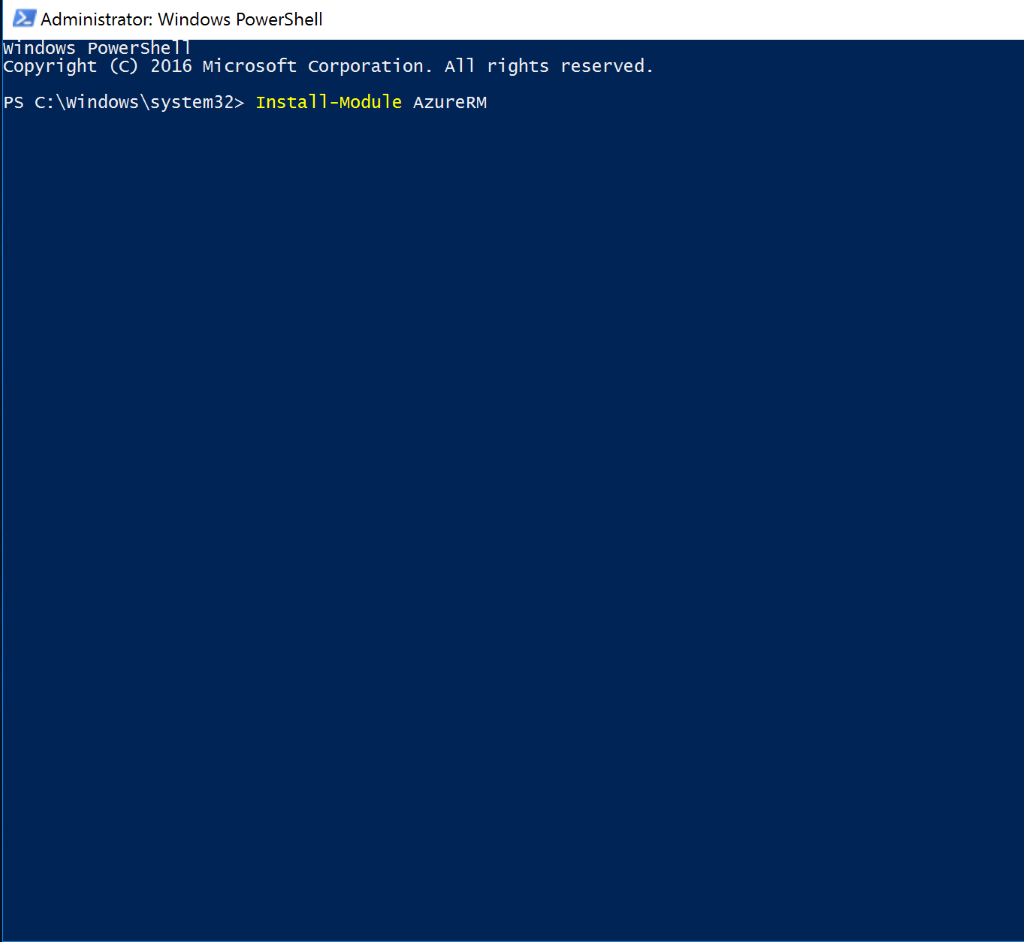 Administrator: Windows PowerShell
Windows PowerShell
Copyright (C) 2016 Microsoft Corporation. All rights reserved.
PS C:\Windows\system32> Install-Module AzureRM